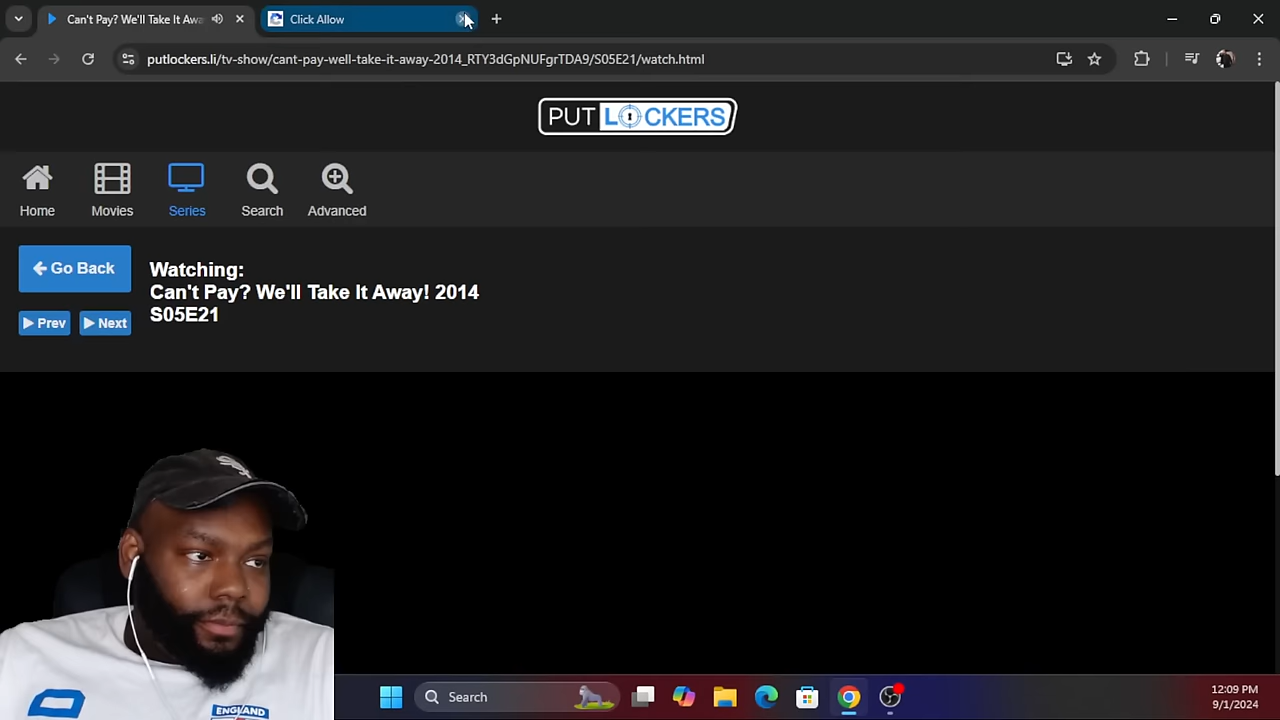 Can't Pay? We'll Take It Awa
Click Allow
putlockers.li/tv-show/cant-pay-well-take-it-away-2014_RTY3dGpNUFgrTDA9/S05E21/watch.html
PUT LOCKERS
Home Movies Series Search Advanced
Go Back
Watching:
Can't Pay? We'll Take It Away! 2014
S05E21
Prev Next
ENGLAND
Search
12:09 PM
9/1/2024